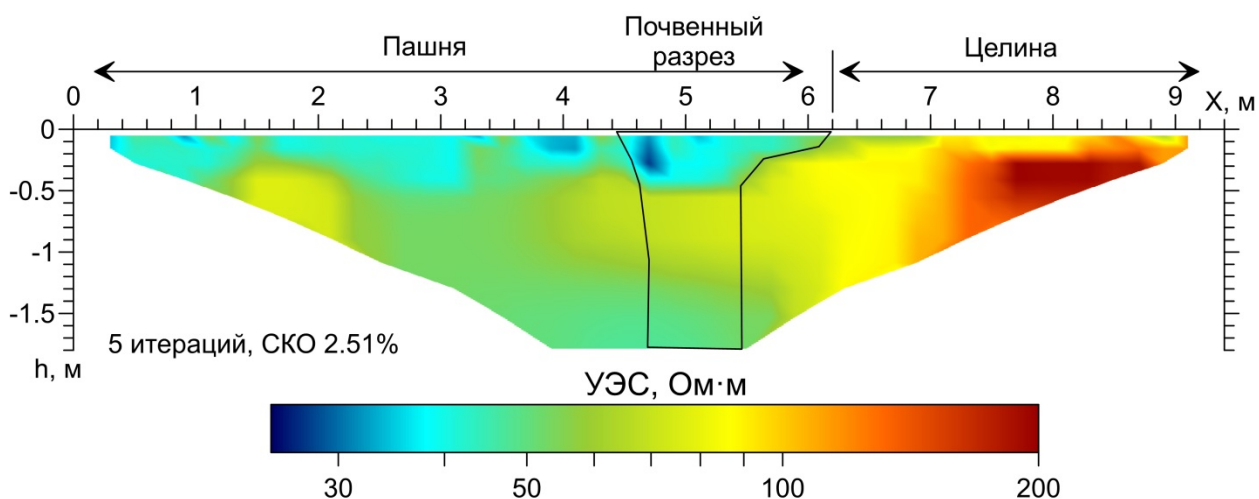 Пашня
Почвенный
разрез
Целина
0 1 2 3 4 5 6 7 8 9 X, м
0
-0.5
-1
-1.5
h, м
5 итераций, СКО 2.51%
УЭС, Ом·м
30 50 100 200